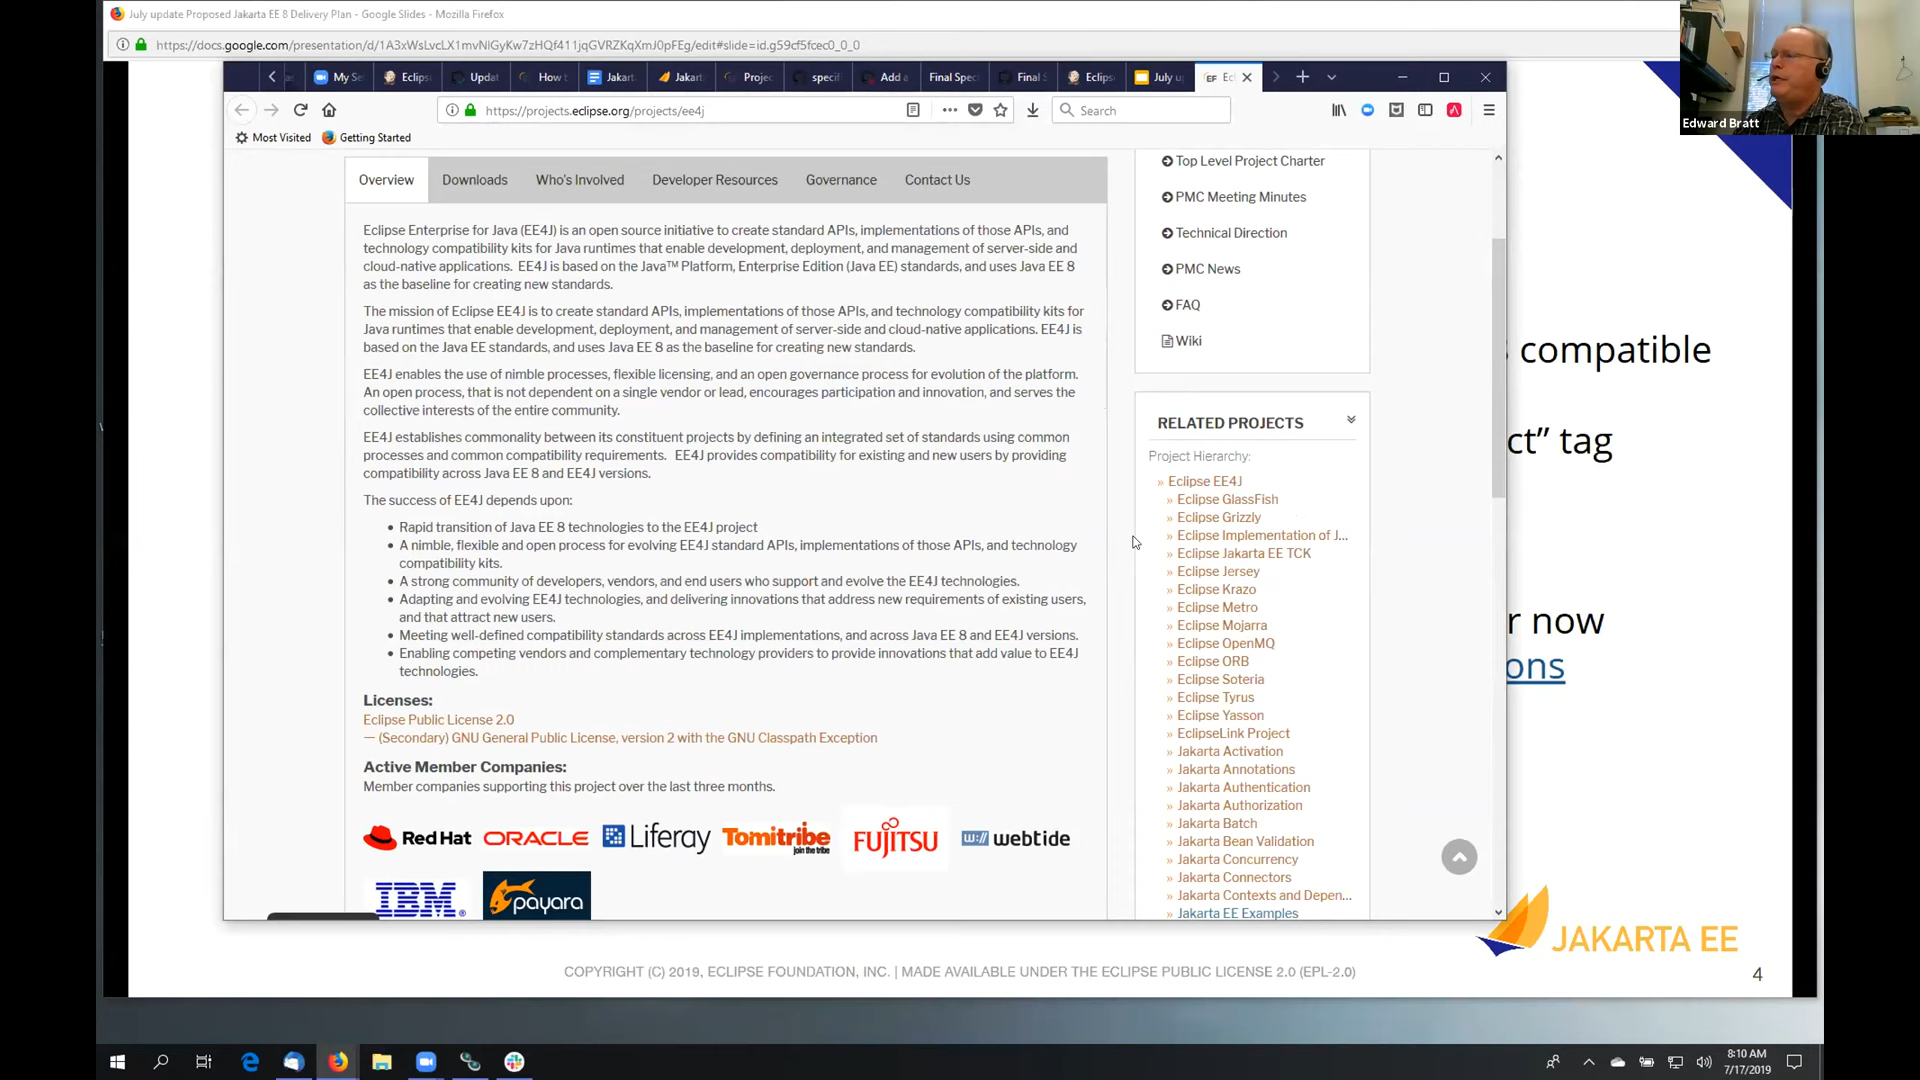 July update Proposed Jakarta EE 8 Delivery Plan - Google Slides - Mozilla Firefox
https://docs.google.com/presentation/d/1A3xWsLvcLX1mvNlGyKw7zHQf411jqGVRZKqXmJ0pFEg/edit#slide=id.g59cf5fcec0_0_0
Edward Bratt
My Se
Eclips
Updat
How t
Jakart
Jakart
Projec
specif
Add a
Final Spec
Final S
Eclips
July u
Ec
https://projects.eclipse.org/projects/ee4j
Search
Most Visited
Getting Started
Overview
Downloads
Who's Involved
Developer Resources
Governance
Contact Us
Eclipse Enterprise for Java (EE4J) is an open source initiative to create standard APIs, implementations of those APIs, and
technology compatibility kits for Java runtimes that enable development, deployment, and management of server-side and
cloud-native applications. EE4J is based on the Java™ Platform, Enterprise Edition (Java EE) standards, and uses Java EE 8
as the baseline for creating new standards.
The mission of Eclipse EE4J is to create standard APIs, implementations of those APIs, and technology compatibility kits for
Java runtimes that enable development, deployment, and management of server-side and cloud-native applications. EE4J is
based on the Java EE standards, and uses Java EE 8 as the baseline for creating new standards.
EE4J enables the use of nimble processes, flexible licensing, and an open governance process for evolution of the platform.
An open process, that is not dependent on a single vendor or lead, encourages participation and innovation, and serves the
collective interests of the entire community.
EE4J establishes commonality between its constituent projects by defining an integrated set of standards using common
processes and common compatibility requirements. EE4J provides compatibility for existing and new users by providing
compatibility across Java EE 8 and EE4J versions.
The success of EE4J depends upon:
• Rapid transition of Java EE 8 technologies to the EE4J project
• A nimble, flexible and open process for evolving EE4J standard APIs, implementations of those APIs, and technology
compatibility kits.
• A strong community of developers, vendors, and end users who support and evolve the EE4J technologies.
• Adapting and evolving EE4J technologies, and delivering innovations that address new requirements of existing users,
and that attract new users.
• Meeting well-defined compatibility standards across EE4J implementations, and across Java EE 8 and EE4J versions.
• Enabling competing vendors and complementary technology providers to provide innovations that add value to EE4J
technologies.
Licenses:
Eclipse Public License 2.0
— (Secondary) GNU General Public License, version 2 with the GNU Classpath Exception
Active Member Companies:
Member companies supporting this project over the last three months.
Red Hat
ORACLE
Liferay
Tomitribe
join the tribe
FUJITSU
w:// webtide
IBM
payara
Top Level Project Charter
PMC Meeting Minutes
Technical Direction
PMC News
FAQ
Wiki
RELATED PROJECTS
Project Hierarchy:
» Eclipse EE4J
» Eclipse GlassFish
» Eclipse Grizzly
» Eclipse Implementation of J...
» Eclipse Jakarta EE TCK
» Eclipse Jersey
» Eclipse Krazo
» Eclipse Metro
» Eclipse Mojarra
» Eclipse OpenMQ
» Eclipse ORB
» Eclipse Soteria
» Eclipse Tyrus
» Eclipse Yasson
» EclipseLink Project
» Jakarta Activation
» Jakarta Annotations
» Jakarta Authentication
» Jakarta Authorization
» Jakarta Batch
» Jakarta Bean Validation
» Jakarta Concurrency
» Jakarta Connectors
» Jakarta Contexts and Depen...
» Jakarta EE Examples
compatible
ct” tag
r now
ons
JAKARTA EE
COPYRIGHT (C) 2019, ECLIPSE FOUNDATION, INC. | MADE AVAILABLE UNDER THE ECLIPSE PUBLIC LICENSE 2.0 (EPL-2.0)
4
8:10 AM
7/17/2019